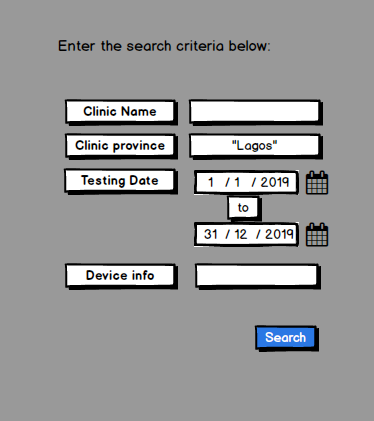 Enter the search criteria below:
Clinic Name
Clinic province "Lagos"
Testing Date 1 / 1 / 2019
to
31 / 12 / 2019
Device info
Search